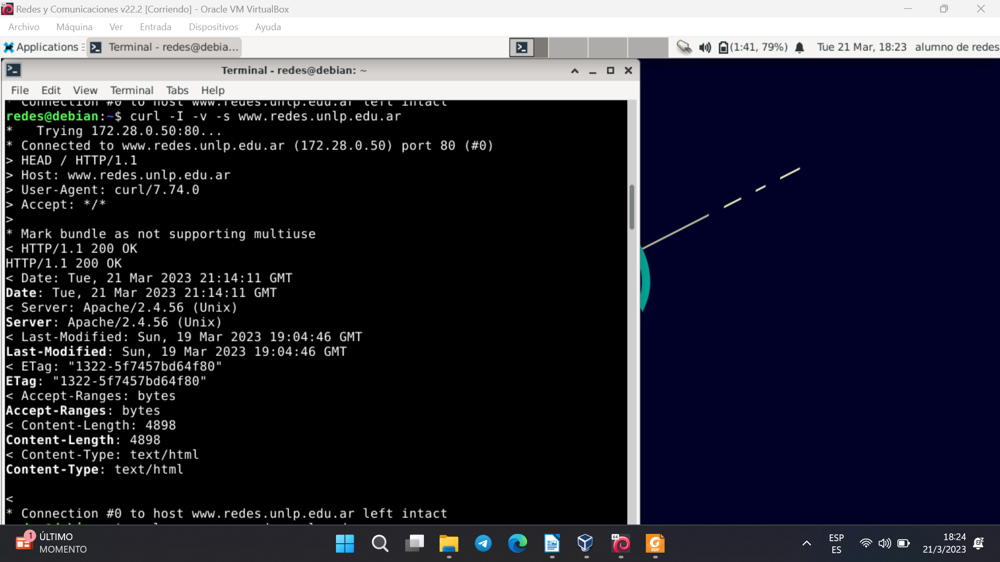 Redes y Comunicaciones v22.2 [Corriendo] - Oracle VM VirtualBox
Archivo Máquina Ver Entrada Dispositivos Ayuda
Applications Terminal - redes@debia... (1:41, 79%) Tue 21 Mar, 18:23 alumno de redes
Terminal - redes@debian: ~
File Edit View Terminal Tabs Help
* Connection #0 to host www.redes.unlp.edu.ar left intact
redes@debian:~$ curl -I -v -s www.redes.unlp.edu.ar
*   Trying 172.28.0.50:80...
* Connected to www.redes.unlp.edu.ar (172.28.0.50) port 80 (#0)
> HEAD / HTTP/1.1
> Host: www.redes.unlp.edu.ar
> User-Agent: curl/7.74.0
> Accept: */*
>
* Mark bundle as not supporting multiuse
< HTTP/1.1 200 OK
HTTP/1.1 200 OK
< Date: Tue, 21 Mar 2023 21:14:11 GMT
Date: Tue, 21 Mar 2023 21:14:11 GMT
< Server: Apache/2.4.56 (Unix)
Server: Apache/2.4.56 (Unix)
< Last-Modified: Sun, 19 Mar 2023 19:04:46 GMT
Last-Modified: Sun, 19 Mar 2023 19:04:46 GMT
< ETag: "1322-5f7457bd64f80"
ETag: "1322-5f7457bd64f80"
< Accept-Ranges: bytes
Accept-Ranges: bytes
< Content-Length: 4898
Content-Length: 4898
< Content-Type: text/html
Content-Type: text/html
<
* Connection #0 to host www.redes.unlp.edu.ar left intact
1 ÚLTIMO
MOMENTO
64
PDF
ESP
ES
18:24
21/3/2023